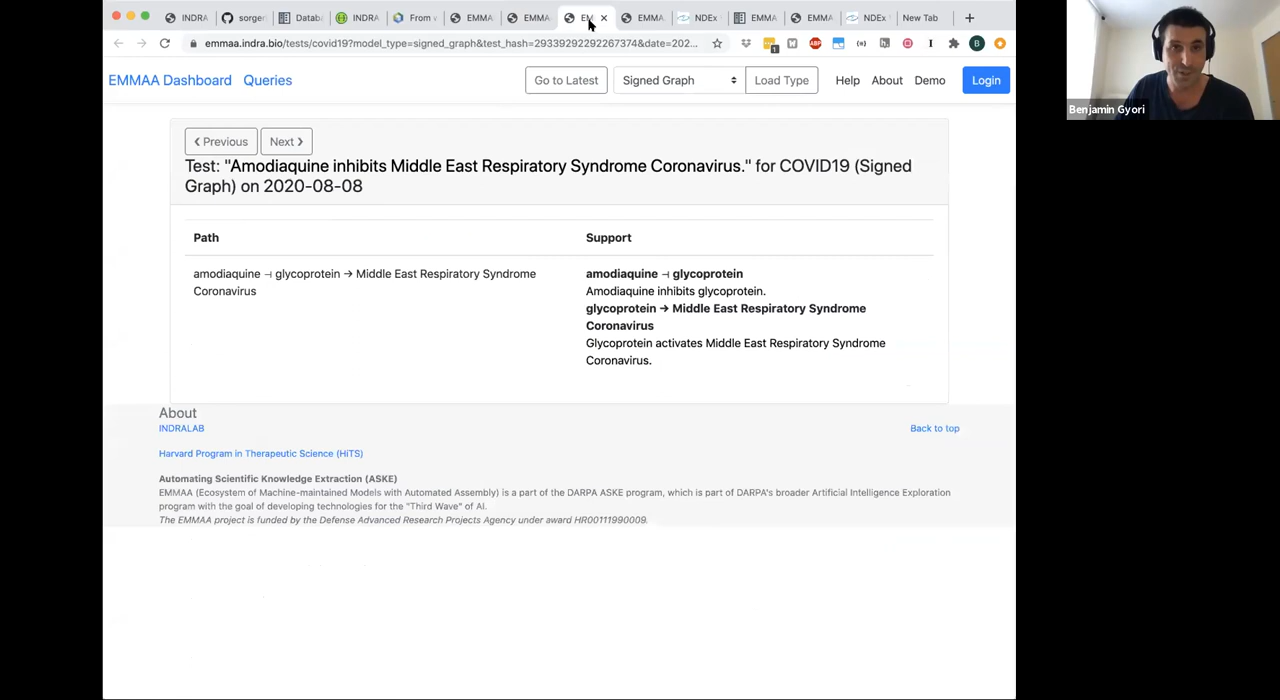 INDRA
sorger
Datab
INDRA
From v
EMMA
EMMA
EM
EMMA
NDEx
EMMA
EMMA
NDEx
New Tab
emmaa.indra.bio/tests/covid19?model_type=signed_graph&test_hash=29339292292267374&date=202...
EMMAA Dashboard Queries Go to Latest Signed Graph Load Type Help About Demo Login
Benjamin Gyori
Previous Next
Test: "Amodiaquine inhibits Middle East Respiratory Syndrome Coronavirus." for COVID19 (Signed
Graph) on 2020-08-08
Path
Support
amodiaquine ⊣ glycoprotein → Middle East Respiratory Syndrome
Coronavirus
amodiaquine ⊣ glycoprotein
Amodiaquine inhibits glycoprotein.
glycoprotein → Middle East Respiratory Syndrome
Coronavirus
Glycoprotein activates Middle East Respiratory Syndrome
Coronavirus.
About
INDRALAB
Back to top
Harvard Program in Therapeutic Science (HiTS)
Automating Scientific Knowledge Extraction (ASKE)
EMMAA (Ecosystem of Machine-maintained Models with Automated Assembly) is a part of the DARPA ASKE program, which is part of DARPA's broader Artificial Intelligence Exploration
program with the goal of developing technologies for the "Third Wave" of AI.
The EMMAA project is funded by the Defense Advanced Research Projects Agency under award HR00111990009.